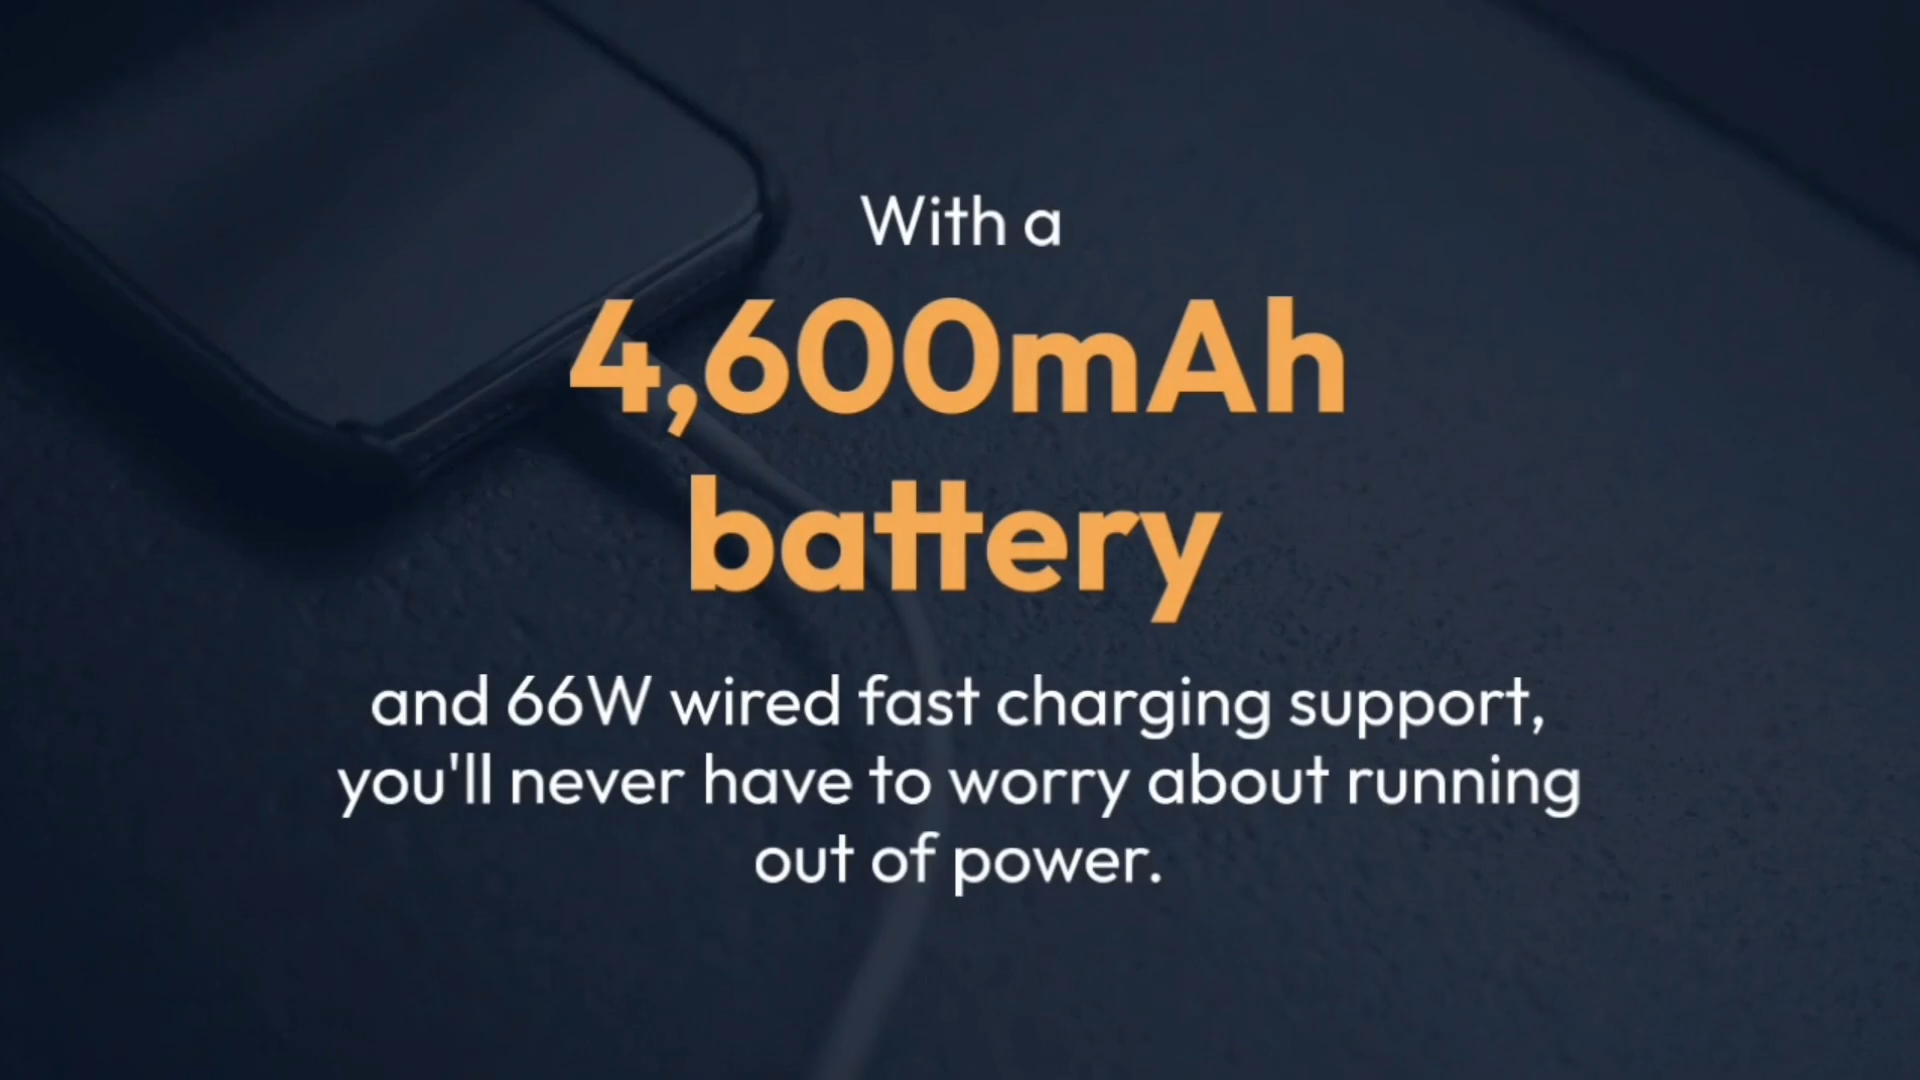 With a
4,600mAh
battery
and 66W wired fast charging support,
you'll never have to worry about running
out of power.